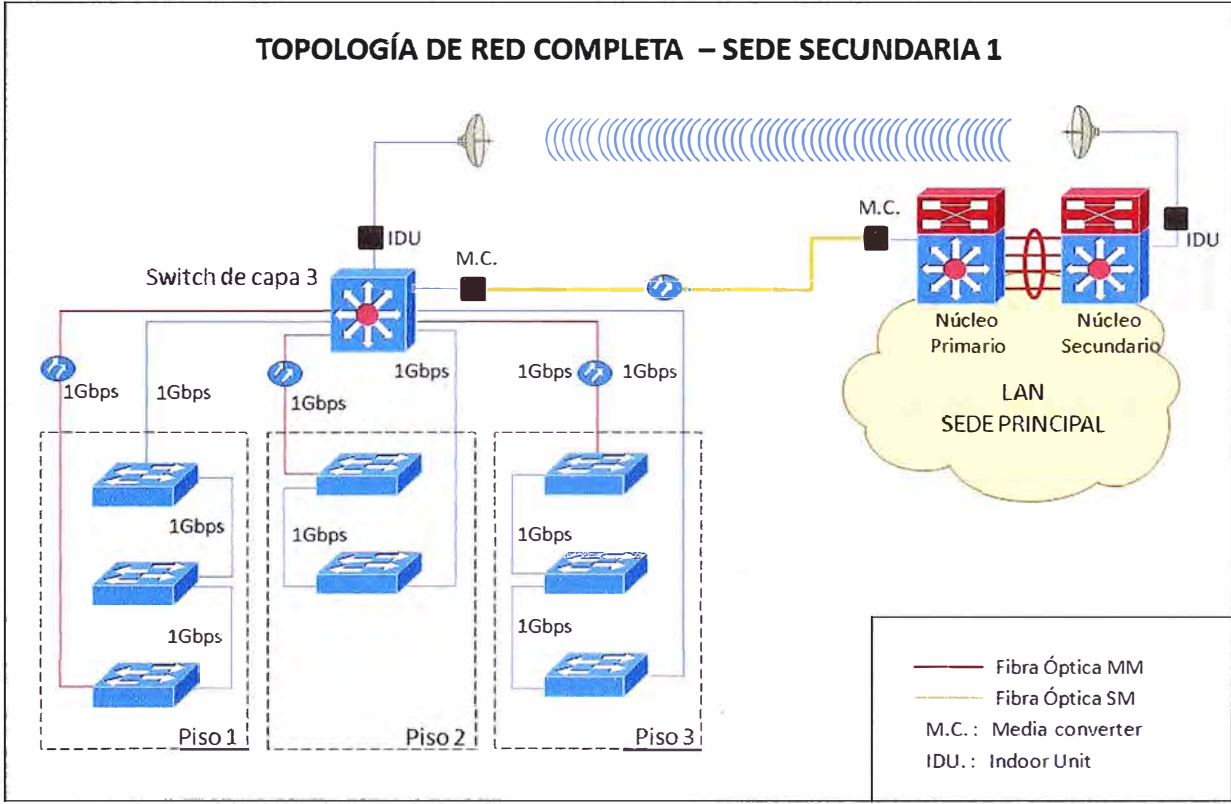 TOPOLOGÍA DE RED COMPLETA – SEDE SECUNDARIA 1
M.C.
IDU
IDU
M.C.
Switch de capa 3
Núcleo
Primario
Núcleo
Secundario
LAN
SEDE PRINCIPAL
1Gbps
1Gbps
1Gbps
1Gbps
1Gbps
1Gbps
1Gbps
1Gbps
1Gbps
1Gbps
1Gbps
Piso 1
Piso 2
Piso 3
Fibra Óptica MM
Fibra Óptica SM
M.C. : Media converter
IDU. : Indoor Unit